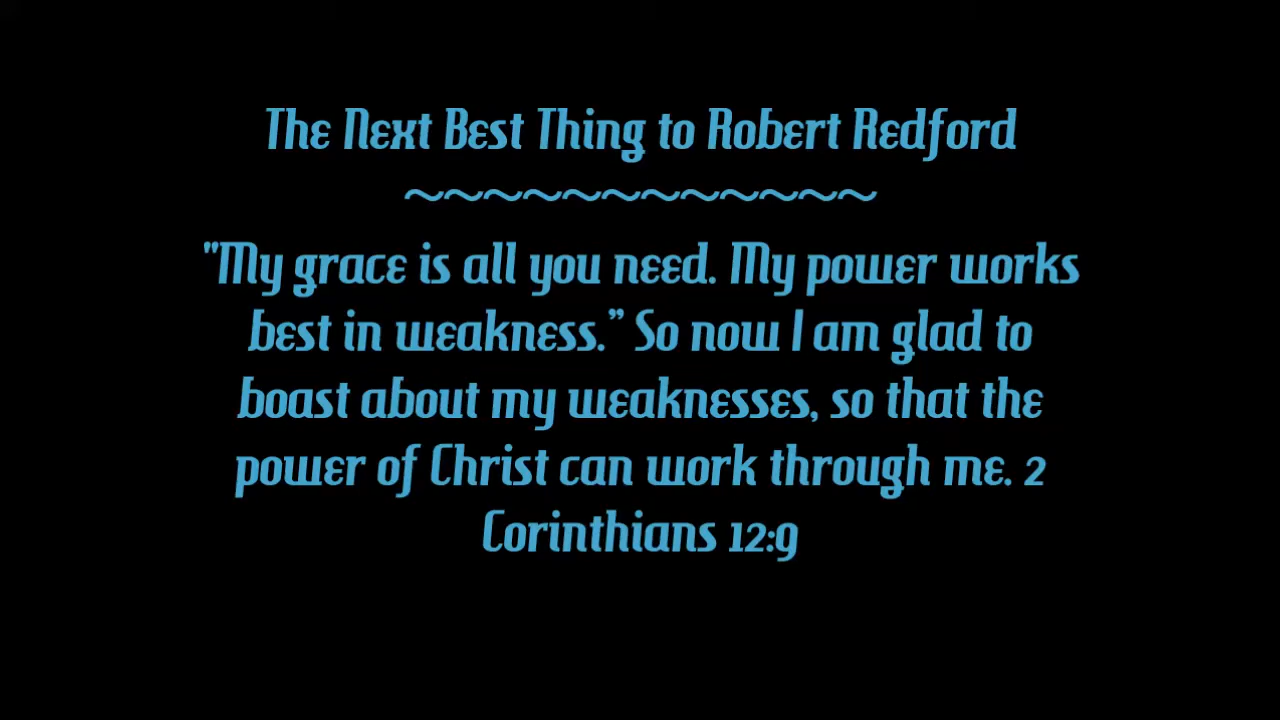 The Next Best Thing to Robert Redford
~~~~~~~~~~~~
"My grace is all you need. My power works
best in weakness.” So now I am glad to
boast about my weaknesses, so that the
power of Christ can work through me. 2
Corinthians 12:9